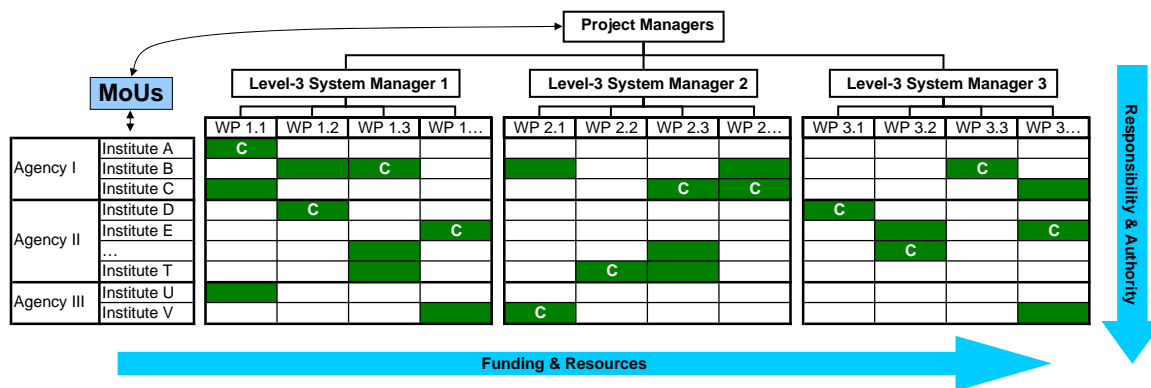 Project Managers
MoUs
Level-3 System Manager 1
Level-3 System Manager 2
Level-3 System Manager 3
WP 1.1 WP 1.2 WP 1.3 WP 1… WP 2.1 WP 2.2 WP 2.3 WP 2… WP 3.1 WP 3.2 WP 3.3 WP 3…
Agency I
Institute A C
Institute B C C
Institute C C C
Agency II
Institute D C C
Institute E C C
… C
Institute T C
Agency III
Institute U
Institute V C
Responsibility & Authority
Funding & Resources